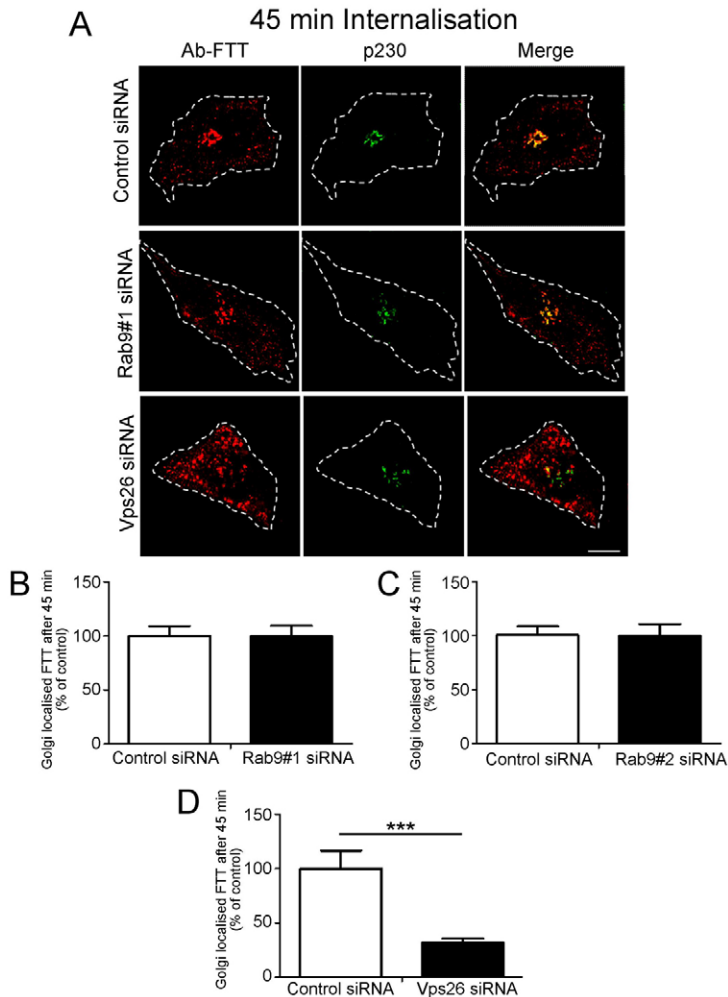 A
45 min Internalisation
Ab-FTT
p230
Merge
Control siRNA
Rab9#1 siRNA
Vps26 siRNA
B
Golgi localised FTT after 45 min
(% of control)
150
100
50
0
Control siRNA
Rab9#1 siRNA
C
Golgi localised FTT after 45 min
(% of control)
150
100
50
0
Control siRNA
Rab9#2 siRNA
D
Golgi localised FTT after 45 min
(% of control)
150
100
50
0
***
Control siRNA
Vps26 siRNA